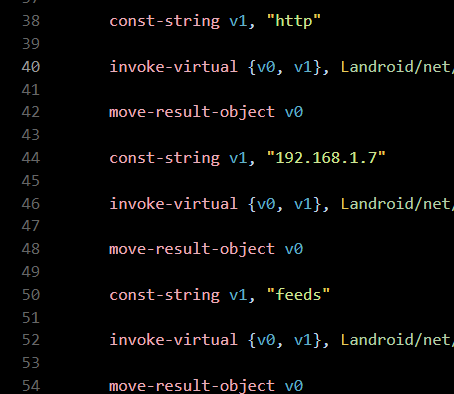 38 const-string v1, "http"
39
40 invoke-virtual {v0, v1}, Landroid/net/
41
42 move-result-object v0
43
44 const-string v1, "192.168.1.7"
45
46 invoke-virtual {v0, v1}, Landroid/net/
47
48 move-result-object v0
49
50 const-string v1, "feeds"
51
52 invoke-virtual {v0, v1}, Landroid/net/
53
54 move-result-object v0